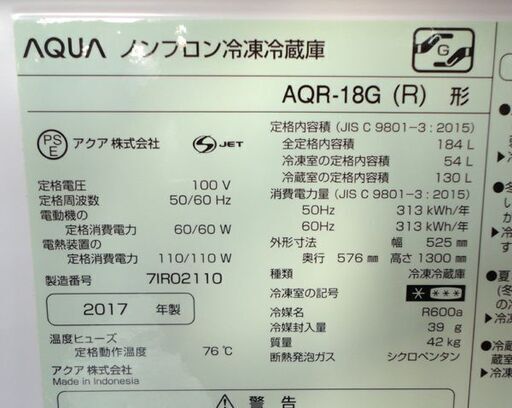 AQUA ノンフロン冷凍冷蔵庫
G
AQR-18G (R) 形
PS
E
アクア株式会社
S JET
定格内容積 (JIS C 9801-3 : 2015)
全定格内容積 184 L
冷凍室の定格内容積 54 L
冷蔵室の定格内容積 130 L
定格電圧 100 V
定格周波数 50/60 Hz
電動機の
定格消費電力 60/60 W
電熱装置の
定格消費電力 110/110 W
製造番号 7IR02110
2017 年製
温度ヒューズ
定格動作温度 76℃
アクア株式会社
Made in Indonesia
消費電力量 (JIS C 9801-3 : 2015)
50Hz 313 kWh/年
60Hz 313 kWh/年
外形寸法 幅 525 mm
奥行 576 mm 高さ 1300 mm
種類 冷凍冷蔵庫
冷凍室の記号 * ***
冷媒名 R600a
冷媒封入量 39 g
質量 42 kg
断熱発泡ガス シクロペンタン
警告